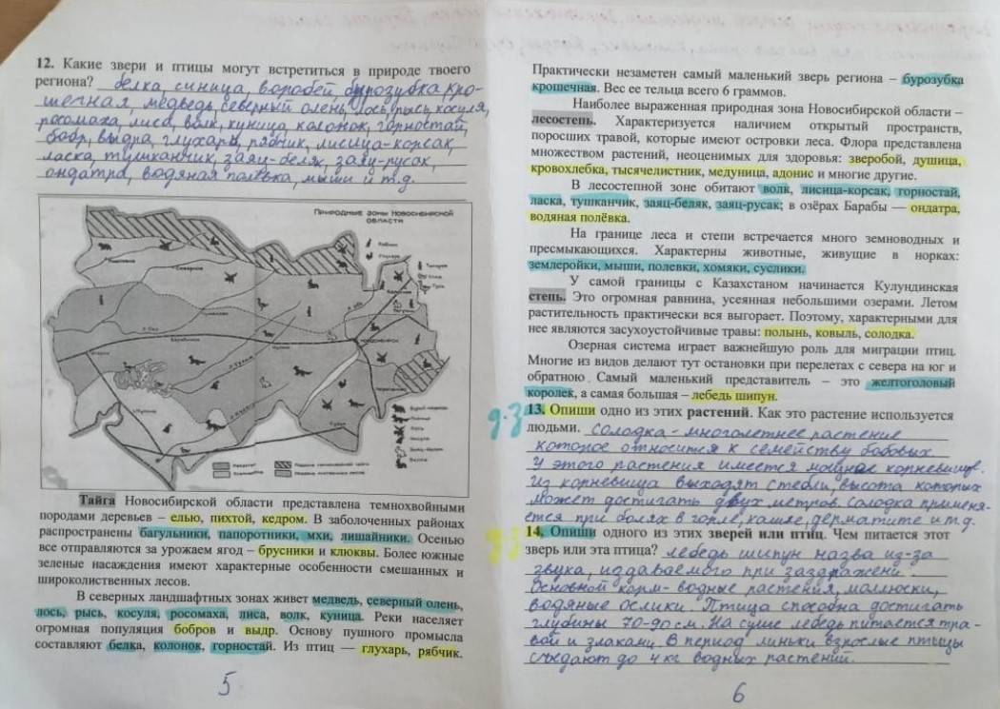 12. Какие звери и птицы могут встретиться в природе твоего
региона? белка, синица, воробей, бурозубка кро-
шечная, медведь, северный олень, лось, рысь, косуля,
росомаха, лиса, волк, куница, колонок, горностай,
бобр, выдра, глухарь, рябчик, лисица-корсак,
ласка, тушканчик, заяц-беляк, заяц-русак,
ондатра, водяная полёвка, мыши и т.д.
Природные зоны Новосибирской
области
Рябчик
Глухарь
Тайга Новосибирской области представлена темнохвойными
породами деревьев – елью, пихтой, кедром. В заболоченных районах
распространены багульники, папоротники, мхи, лишайники. Осенью
все отправляются за урожаем ягод – брусники и клюквы. Более южные
зеленые насаждения имеют характерные особенности смешанных и
широколиственных лесов.
В северных ландшафтных зонах живет медведь, северный олень,
лось, рысь, косуля, росомаха, лиса, волк, куница. Реки населяет
огромная популяция бобров и выдр. Основу пушного промысла
составляют белка, колонок, горностай. Из птиц — глухарь, рябчик.
5
Практически незаметен самый маленький зверь региона – бурозубка
крошечная. Вес ее тельца всего 6 граммов.
Наиболее выраженная природная зона Новосибирской области –
лесостепь. Характеризуется наличием открытый пространств,
поросших травой, которые имеют островки леса. Флора представлена
множеством растений, неоценимых для здоровья: зверобой, душица,
кровохлебка, тысячелистник, медуница, адонис и многие другие.
В лесостепной зоне обитают волк, лисица-корсак, горностай,
ласка, тушканчик, заяц-беляк, заяц-русак; в озёрах Барабы — ондатра,
водяная полёвка.
На границе леса и степи встречается много земноводных и
пресмыкающихся. Характерны животные, живущие в норках:
землеройки, мыши, полевки, хомяки, суслики.
У самой границы с Казахстаном начинается Кулундинская
степь. Это огромная равнина, усеянная небольшими озерами. Летом
растительность практически вся выгорает. Поэтому, характерными для
нее являются засухоустойчивые травы: полынь, ковыль, солодка.
Озерная система играет важнейшую роль для миграции птиц.
Многие из видов делают тут остановки при перелетах с севера на юг и
обратною. Самый маленький представитель – это желтоголовый
королек, а самая большая – лебедь шипун.
13. Опиши одно из этих растений. Как это растение используется
людьми. Солодка - многолетнее растение
которое относится к семейству бобовых.
У этого растения имеется мощное корневище.
Из корневища выходят стебли, высота которых
может достигать двух метров. Солодка применя-
ется при болях в горле, кашле, дерматите и т.д.
14. Опиши одного из этих зверей или птиц. Чем питается этот
зверь или эта птица? лебедь шипун назва из-за
звука, издаваемого при
Основной корм- водные растения, моллюски,
водяные ослики. Птица способна достигать
глубины 70-90 см. На суше лебедь питается тра-
вой и злаками. В период линьки взрослые птицы
съедают до 4 кг водных растений.
6